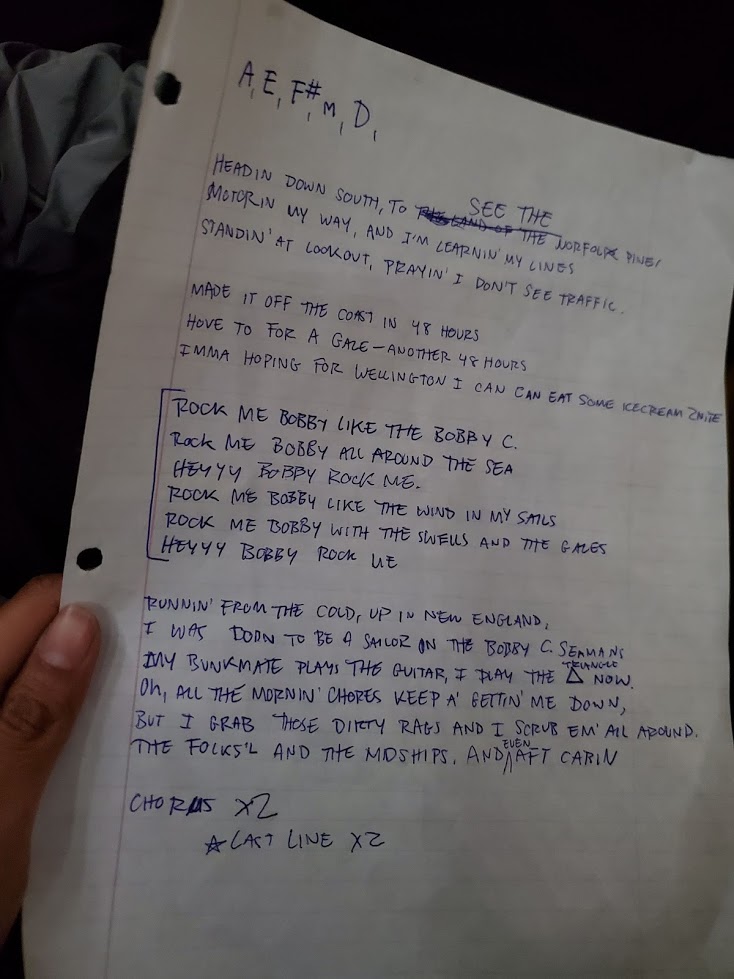 A, E, F#m, D,
HEADIN DOWN SOUTH, TO THE LAND OF SEE THE THE NORFOLK PINES
MOTORIN MY WAY, AND I'M LEARNIN' MY LINES
STANDIN' AT LOOKOUT, PRAYIN' I DON'T SEE TRAFFIC.
MADE IT OFF THE COAST IN 48 HOURS
HOVE TO FOR A GALE - ANOTHER 48 HOURS
IMMA HOPING FOR WELLINGTON I CAN CAN EAT SOME ICECREAM 2NITE
ROCK ME BOBBY LIKE THE BOBBY C.
ROCK ME BOBBY ALL AROUND THE SEA
HEYYY BOBBY ROCK ME.
ROCK ME BOBBY LIKE THE WIND IN MY SAILS
ROCK ME BOBBY WITH THE SWELLS AND THE GALES
HEYYY BOBBY ROCK ME
RUNNIN' FROM THE COLD, UP IN NEW ENGLAND,
I WAS BORN TO BE A SAILOR ON THE BOBBY C. SEAMANS
MY BUNKMATE PLAYS THE GUITAR, I PLAY THE TRIANGLE NOW.
OH, ALL THE MORNIN' CHORES KEEP A' GETTIN' ME DOWN,
BUT I GRAB THOSE DIRTY RAGS AND I SCRUB EM' ALL AROUND.
THE FOLKS'L AND THE MIDSHIPS, AND EVEN AFT CABIN
CHORUS X2
LAST LINE X2